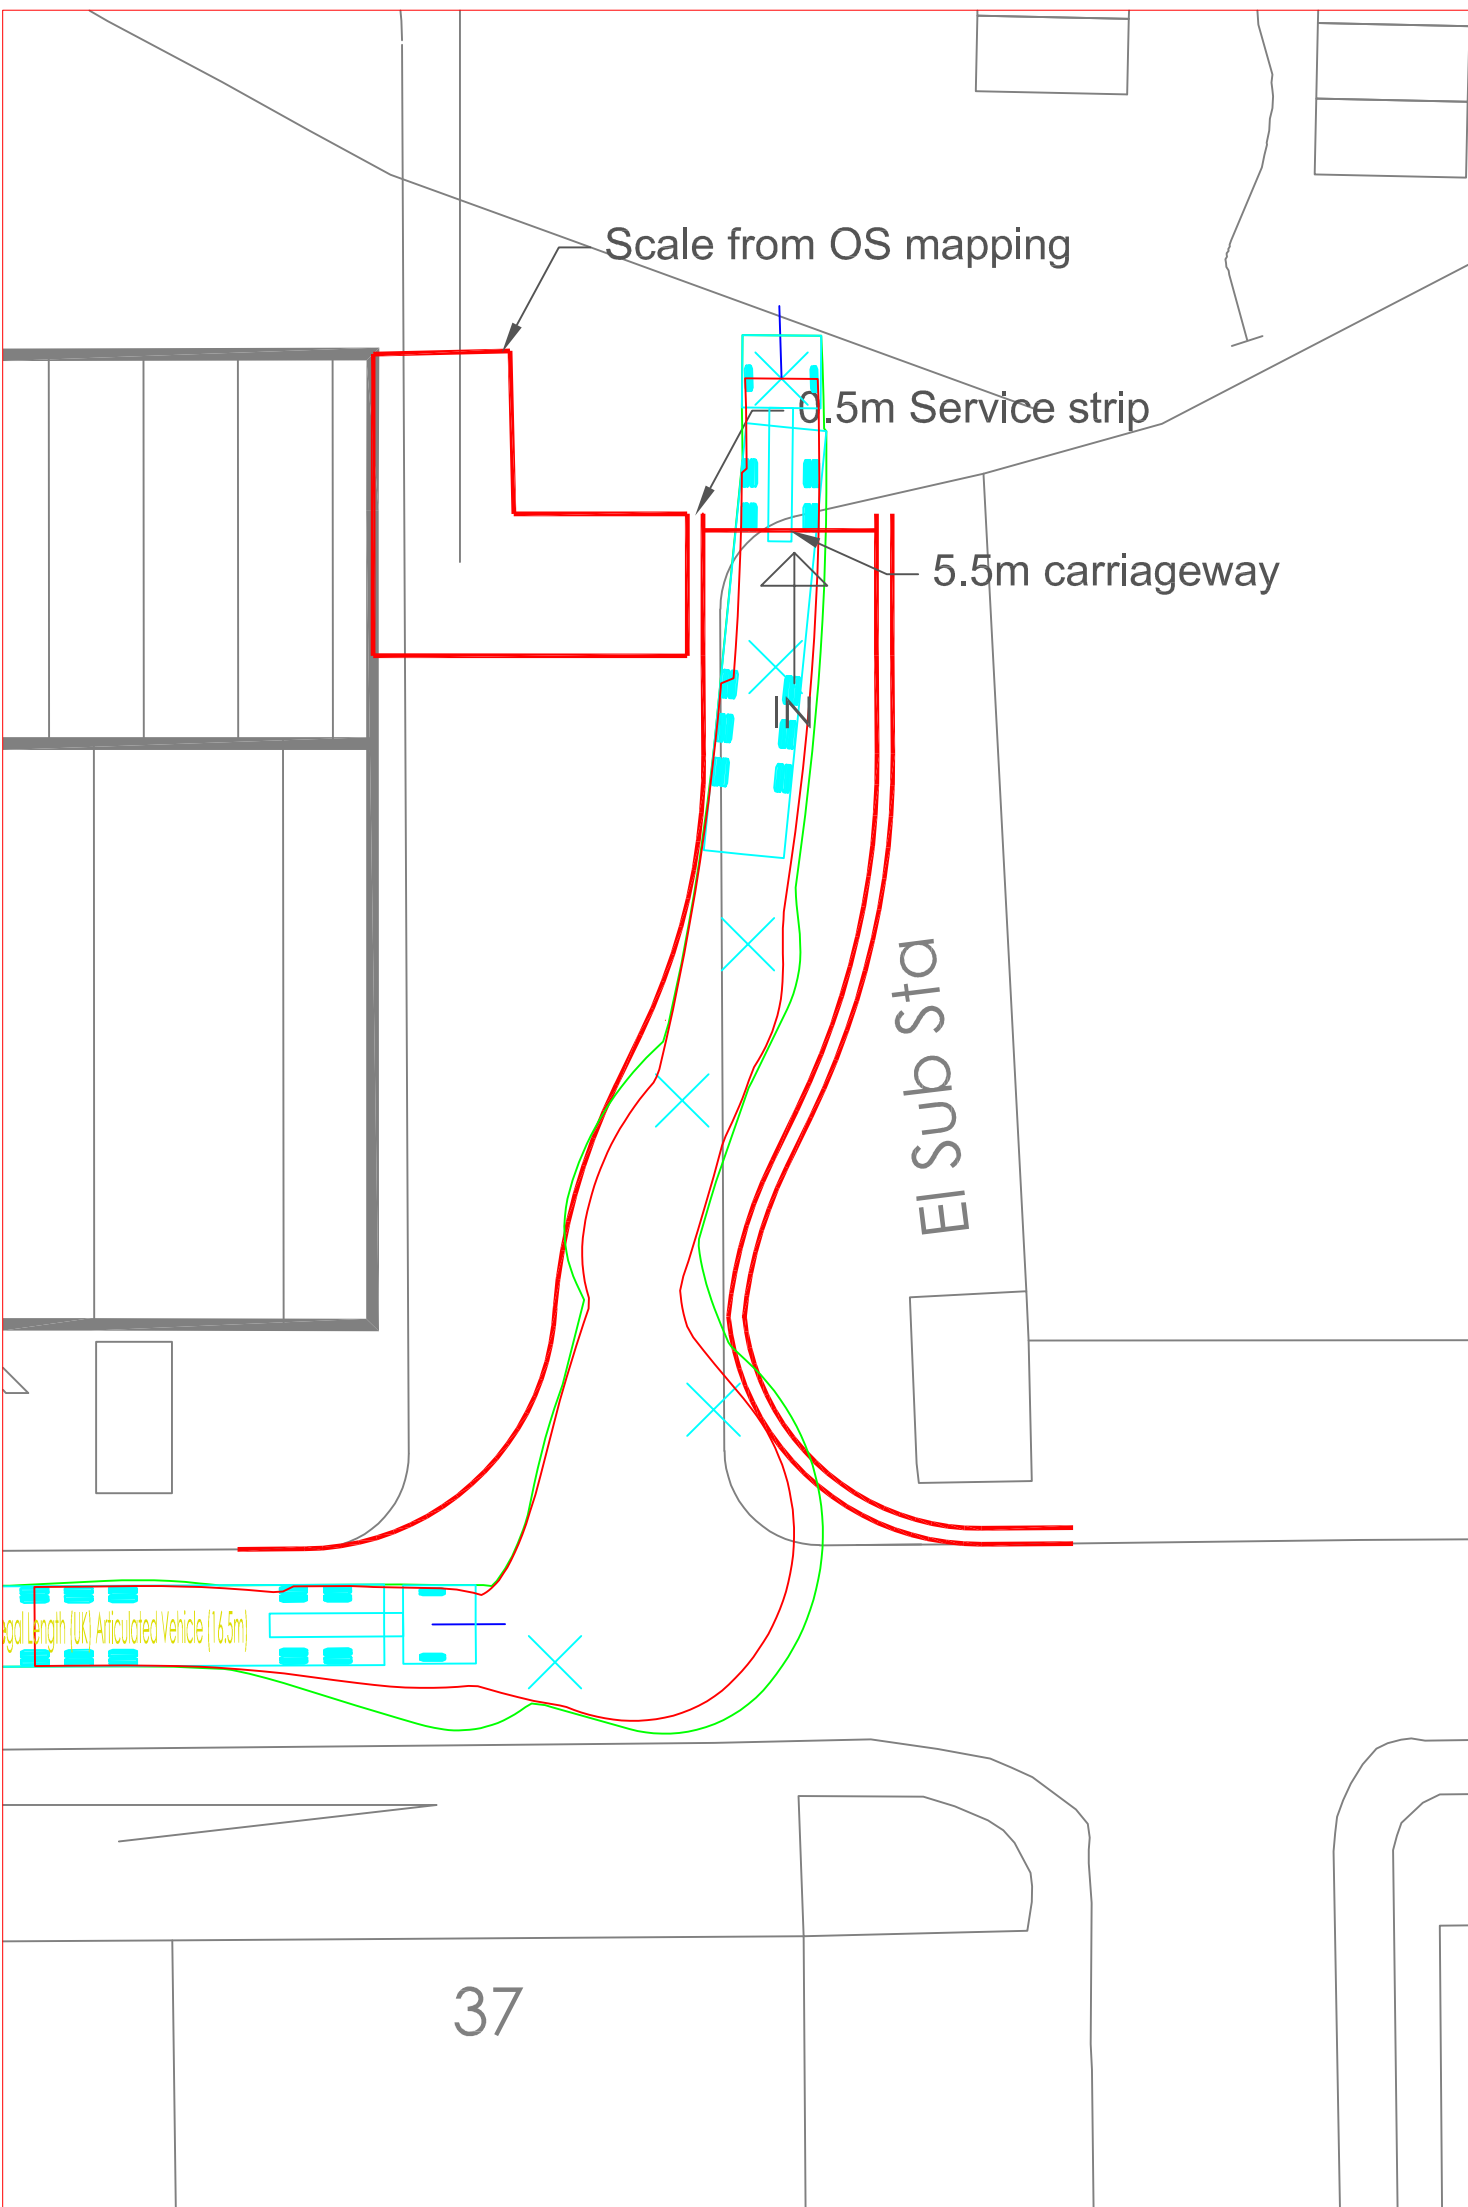 Scale from OS mapping
0.5m Service strip
5.5m carriageway
IN
El Sub Sta
Length (UK) Articulated Vehicle (16.5m)
37